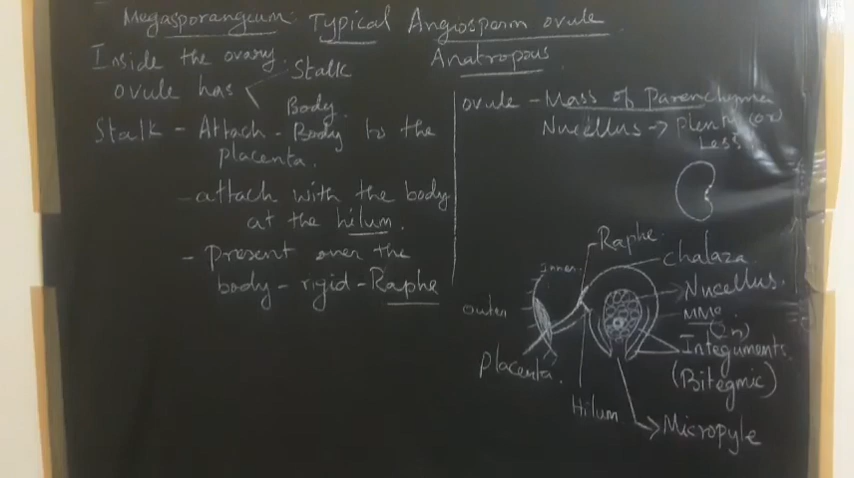 Megasporangeum: Typical Angiosperm ovule
Anatropous
Inside the ovary
ovule has
Stalk
Body
Stalk - Attach - Body to the
placenta.
- attach with the body
at the hilum.
- Present over the
body - rigid - Raphe
ovule - Mass of Parenchyma
Nucellus → Plenty (or)
Less
Raphe
chalaza
Inner
outer
Nucellus.
MMC
(2n)
Integuments
(Bitegmic)
Placenta.
Hilum
Micropyle